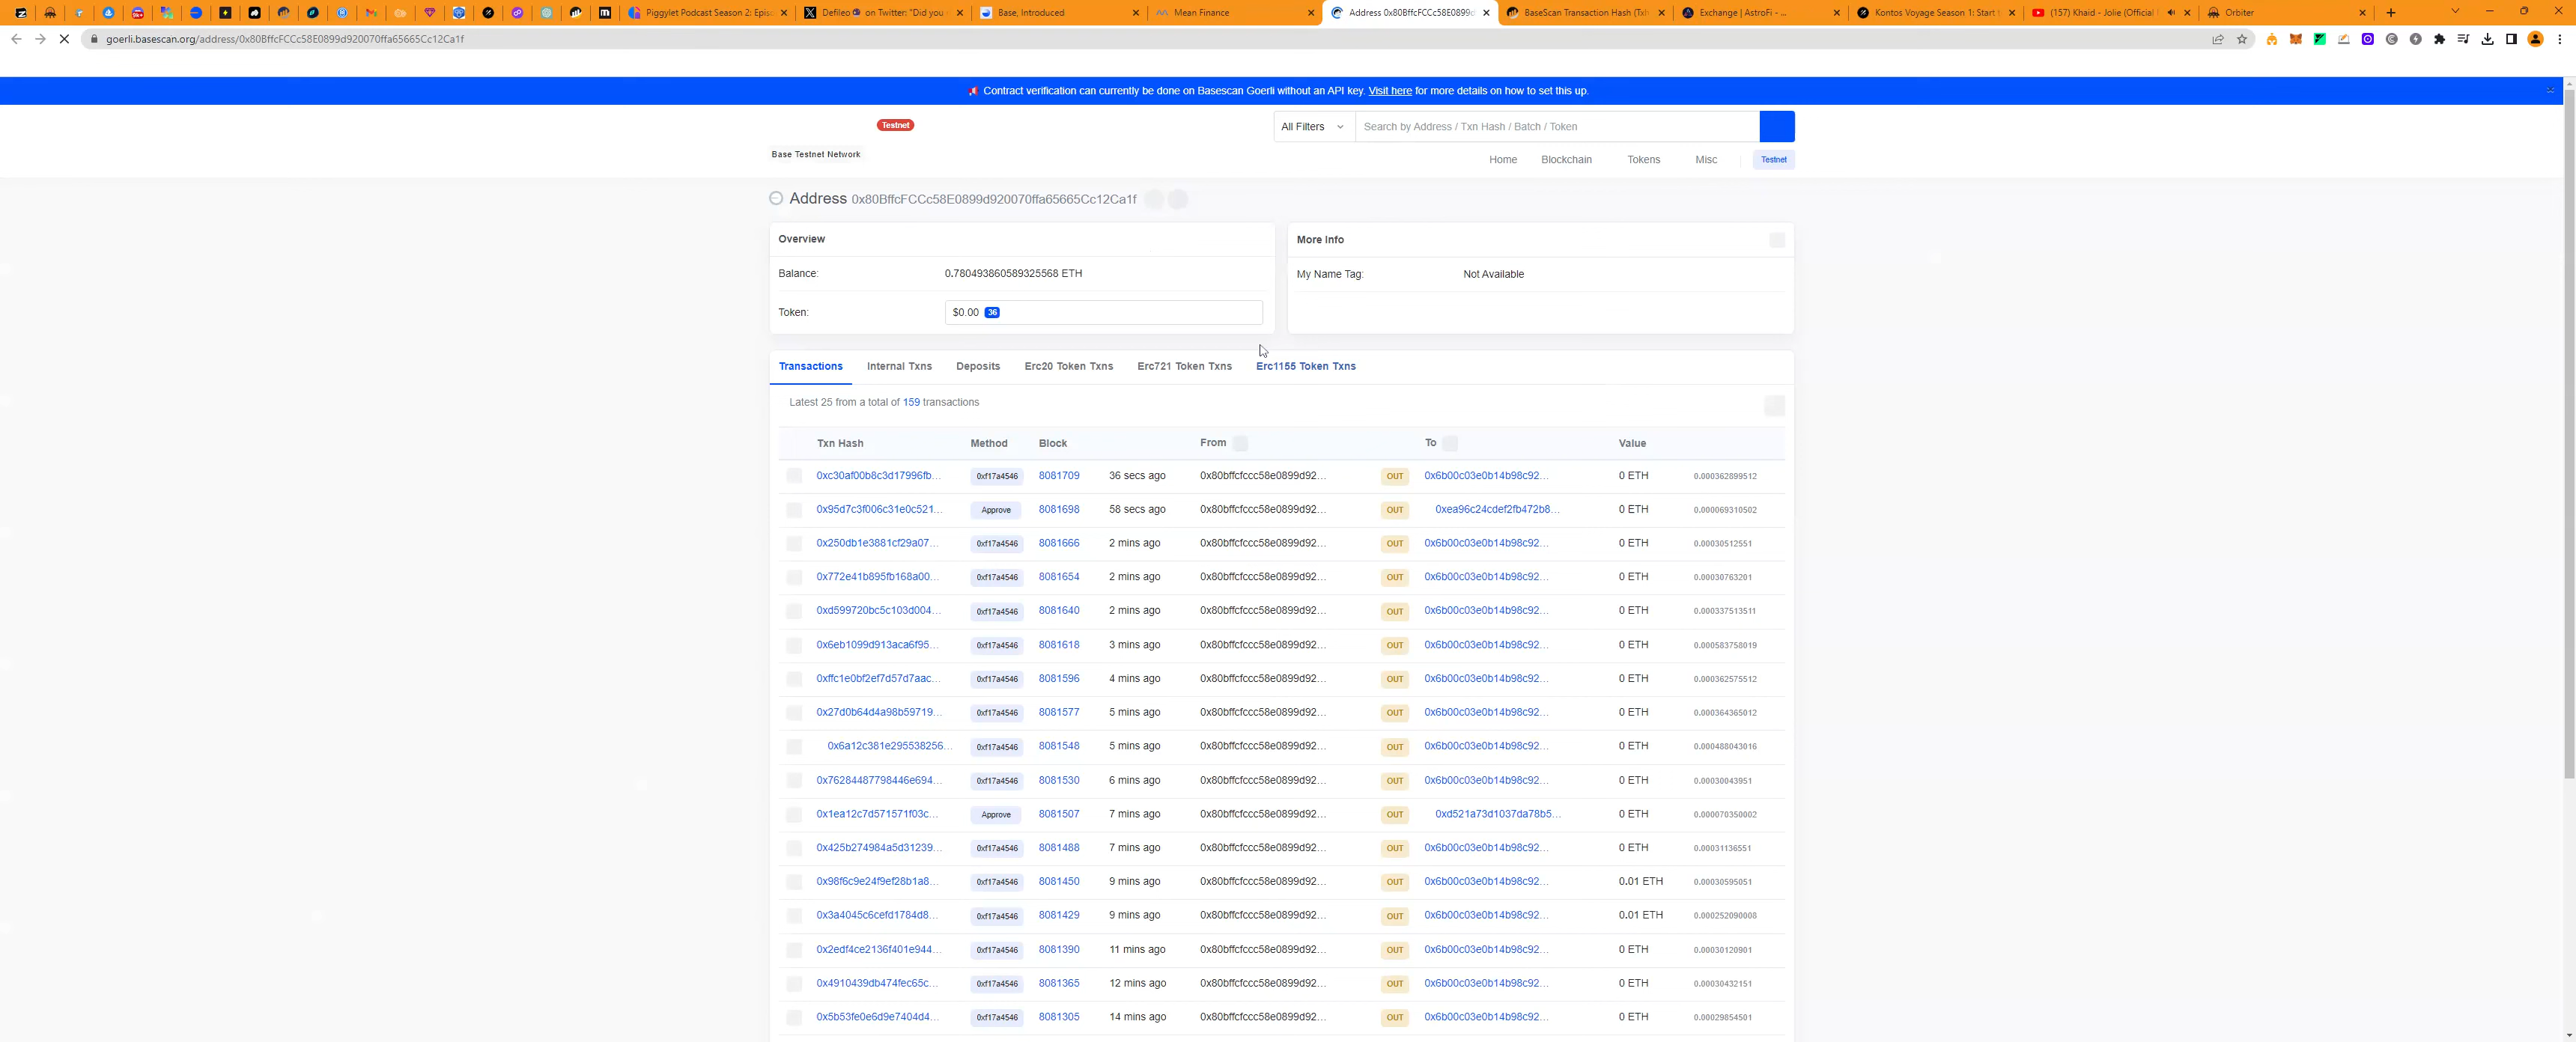 Piggylet Podcast Season 2: Epis
Defileo on Twitter: "Did you
Base, Introduced
Mean Finance
Address 0x80BffcFCCc58E0899d
BaseScan Transaction Hash (Txh
Exchange | AstroFi - ...
Kontos Voyage Season 1: Start
(157) Khaid - Jolie (Official
Orbiter
goerli.basescan.org/address/0x80BffcFCCc58E0899d920070ffa65665Cc12Ca1f
Contract verification can currently be done on Basescan Goerli without an API key. Visit here for more details on how to set this up.
Testnet
All Filters Search by Address / Txn Hash / Batch / Token
Base Testnet Network
Home Blockchain Tokens Misc Testnet
Address 0x80BffcFCCc58E0899d920070ffa65665Cc12Ca1f
Overview
Balance: 0.780493860589325568 ETH
Token: $0.00 36
More Info
My Name Tag: Not Available
Transactions Internal Txns Deposits Erc20 Token Txns Erc721 Token Txns Erc1155 Token Txns
Latest 25 from a total of 159 transactions
Txn Hash Method Block From To Value
0xc30af00b8c3d17996fb... 0xf17a4546 8081709 36 secs ago 0x80bffcfccc58e0899d92... OUT 0x6b00c03e0b14b98c92... 0 ETH 0.000362899512
0x95d7c3f006c31e0c521... Approve 8081698 58 secs ago 0x80bffcfccc58e0899d92... OUT 0xea96c24cdef2fb472b8... 0 ETH 0.000069310502
0x250db1e3881cf29a07... 0xf17a4546 8081666 2 mins ago 0x80bffcfccc58e0899d92... OUT 0x6b00c03e0b14b98c92... 0 ETH 0.00030512551
0x772e41b895fb168a00... 0xf17a4546 8081654 2 mins ago 0x80bffcfccc58e0899d92... OUT 0x6b00c03e0b14b98c92... 0 ETH 0.00030763201
0xd599720bc5c103d004... 0xf17a4546 8081640 2 mins ago 0x80bffcfccc58e0899d92... OUT 0x6b00c03e0b14b98c92... 0 ETH 0.000337513511
0x6eb1099d913aca6f95... 0xf17a4546 8081618 3 mins ago 0x80bffcfccc58e0899d92... OUT 0x6b00c03e0b14b98c92... 0 ETH 0.000583758019
0xffc1e0bf2ef7d57d7aac... 0xf17a4546 8081596 4 mins ago 0x80bffcfccc58e0899d92... OUT 0x6b00c03e0b14b98c92... 0 ETH 0.000362575512
0x27d0b64d4a98b59719... 0xf17a4546 8081577 5 mins ago 0x80bffcfccc58e0899d92... OUT 0x6b00c03e0b14b98c92... 0 ETH 0.000364365012
0x6a12c381e295538256... 0xf17a4546 8081548 5 mins ago 0x80bffcfccc58e0899d92... OUT 0x6b00c03e0b14b98c92... 0 ETH 0.000488043016
0x76284487798446e694... 0xf17a4546 8081530 6 mins ago 0x80bffcfccc58e0899d92... OUT 0x6b00c03e0b14b98c92... 0 ETH 0.00030043951
0x1ea12c7d571571f03c... Approve 8081507 7 mins ago 0x80bffcfccc58e0899d92... OUT 0xd521a73d1037da78b5... 0 ETH 0.000070350002
0x425b274984a5d31239... 0xf17a4546 8081488 7 mins ago 0x80bffcfccc58e0899d92... OUT 0x6b00c03e0b14b98c92... 0 ETH 0.00031136551
0x98f6c9e24f9ef28b1a8... 0xf17a4546 8081450 9 mins ago 0x80bffcfccc58e0899d92... OUT 0x6b00c03e0b14b98c92... 0.01 ETH 0.00030595051
0x3a4045c6cefd1784d8... 0xf17a4546 8081429 9 mins ago 0x80bffcfccc58e0899d92... OUT 0x6b00c03e0b14b98c92... 0.01 ETH 0.000252090008
0x2edf4ce2136f401e944... 0xf17a4546 8081390 11 mins ago 0x80bffcfccc58e0899d92... OUT 0x6b00c03e0b14b98c92... 0 ETH 0.00030120901
0x4910439db474fec65c... 0xf17a4546 8081365 12 mins ago 0x80bffcfccc58e0899d92... OUT 0x6b00c03e0b14b98c92... 0 ETH 0.00030432151
0x5b53fe0e6d9e7404d4... 0xf17a4546 8081305 14 mins ago 0x80bffcfccc58e0899d92... OUT 0x6b00c03e0b14b98c92... 0 ETH 0.00029854501